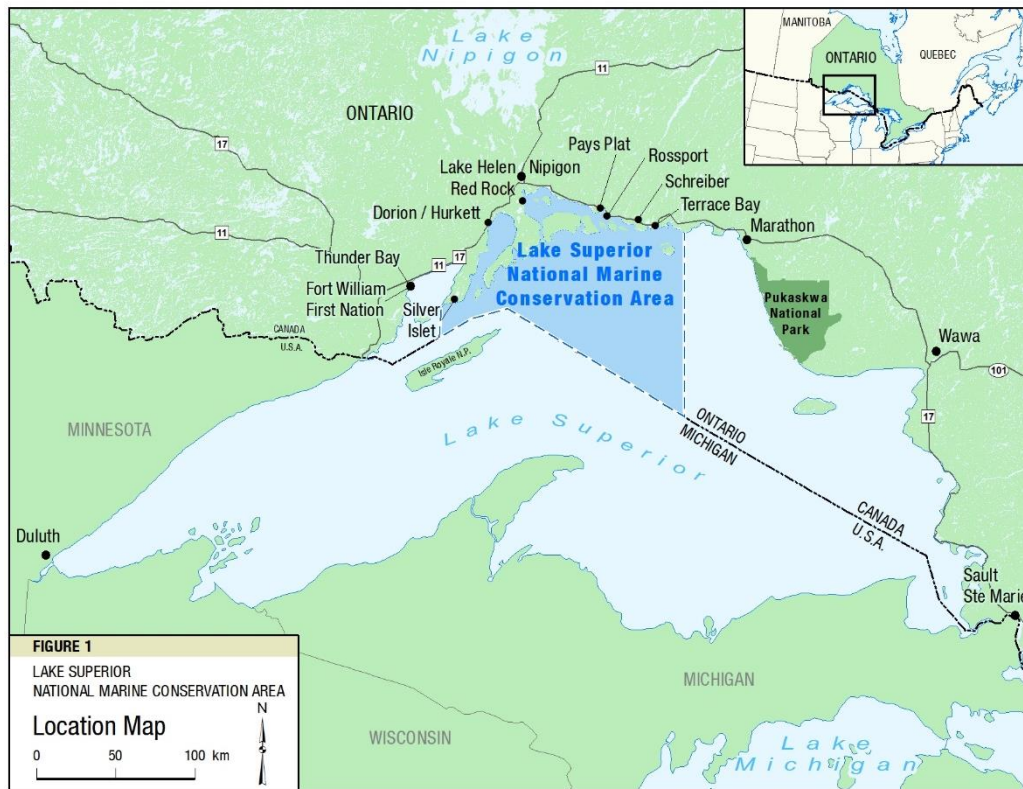 MANITOBA
ONTARIO
QUEBEC
Lake
Nipigon
11
ONTARIO
17
Pays Plat
Rossport
Lake Helen
Nipigon
Red Rock
Schreiber
Terrace Bay
Dorion / Hurkett
Marathon
11
17
11
Thunder Bay
Lake Superior
National Marine
Conservation Area
Fort William
First Nation
Silver
Islet
Pukaskwa
National
Park
CANADA
U.S.A.
Wawa
Isle Royale N.P.
101
17
MINNESOTA
Lake Superior
ONTARIO
MICHIGAN
CANADA
U.S.A.
Duluth
Sault
Ste Marie
FIGURE 1
LAKE SUPERIOR
NATIONAL MARINE CONSERVATION AREA
Location Map
N
0 50 100 km
MICHIGAN
WISCONSIN
Lake
Michigan